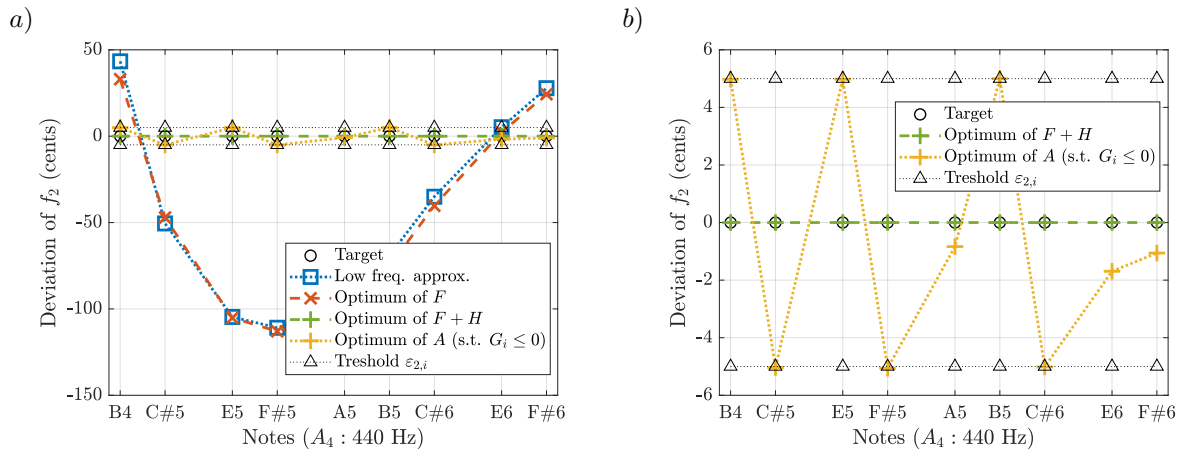 a)
50
0
-50
-100
-150
Deviation of f₂ (cents)
Target
Low freq. approx.
Optimum of F
Optimum of F + H
Optimum of A (s.t. Gᵢ ≤ 0)
Treshold ε₂,ᵢ
B4 C#5 E5 F#5 A5 B5 C#6 E6 F#6
Notes (A₄ : 440 Hz)
b)
6
4
2
0
-2
-4
-6
Deviation of f₂ (cents)
Target
Optimum of F + H
Optimum of A (s.t. Gᵢ ≤ 0)
Treshold ε₂,ᵢ
B4 C#5 E5 F#5 A5 B5 C#6 E6 F#6
Notes (A₄ : 440 Hz)